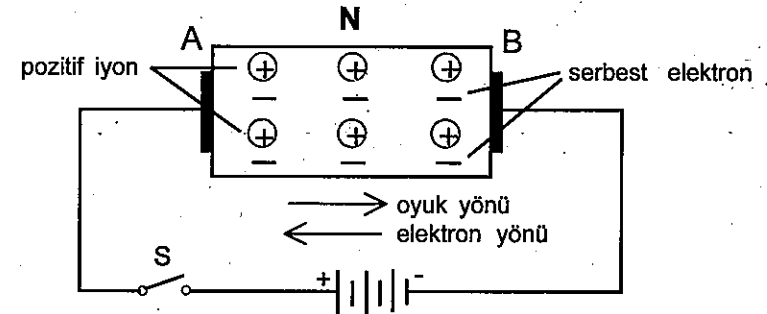 N
A
B
pozitif iyon
serbest elektron
oyuk yönü
elektron yönü
S
+
-